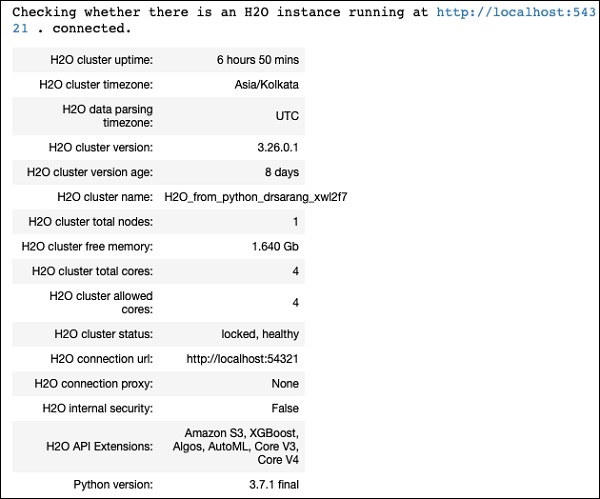 Checking whether there is an H2O instance running at http://localhost:543
21 . connected.
H2O cluster uptime: 6 hours 50 mins
H2O cluster timezone: Asia/Kolkata
H2O data parsing
timezone: UTC
H2O cluster version: 3.26.0.1
H2O cluster version age: 8 days
H2O cluster name: H2O_from_python_drsarang_xwl2f7
H2O cluster total nodes: 1
H2O cluster free memory: 1.640 Gb
H2O cluster total cores: 4
H2O cluster allowed
cores: 4
H2O cluster status: locked, healthy
H2O connection url: http://localhost:54321
H2O connection proxy: None
H2O internal security: False
H2O API Extensions: Amazon S3, XGBoost,
Algos, AutoML, Core V3,
Core V4
Python version: 3.7.1 final